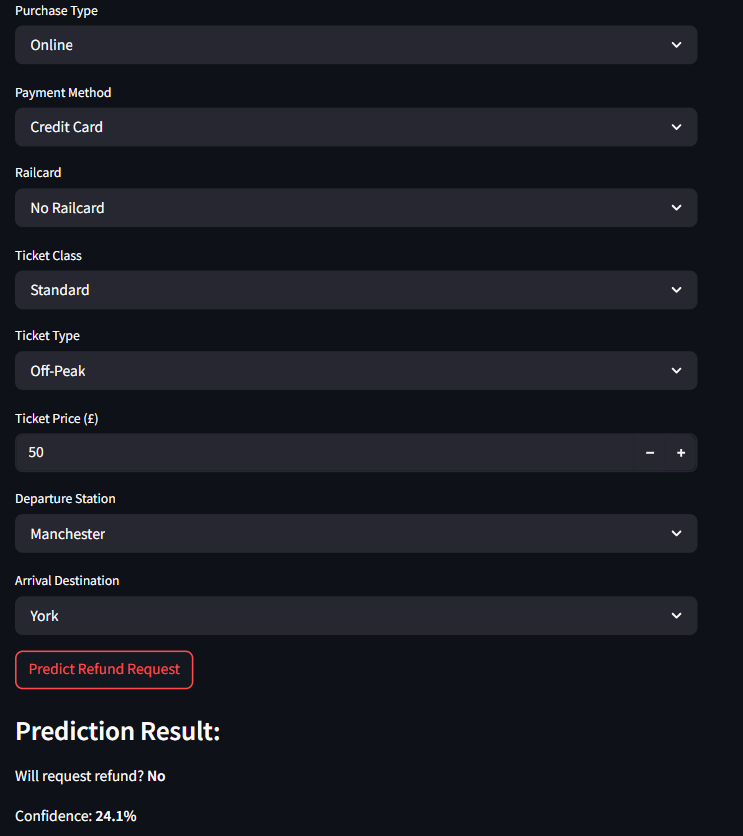 Purchase Type
Online
Payment Method
Credit Card
Railcard
No Railcard
Ticket Class
Standard
Ticket Type
Off-Peak
Ticket Price (£)
50
Departure Station
Manchester
Arrival Destination
York
Predict Refund Request
Prediction Result:
Will request refund? No
Confidence: 24.1%